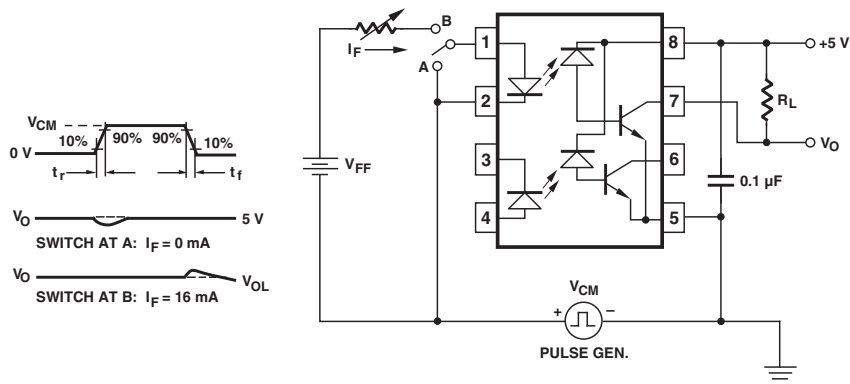 V_CM
10% 90% 90% 10%
0 V
t_r t_f
V_O 5 V
SWITCH AT A: I_F = 0 mA
V_O V_OL
SWITCH AT B: I_F = 16 mA
B
I_F
A
V_FF
1
2
3
4
8
7
6
5
+5 V
R_L
V_O
0.1 µF
V_CM
+ –
PULSE GEN.